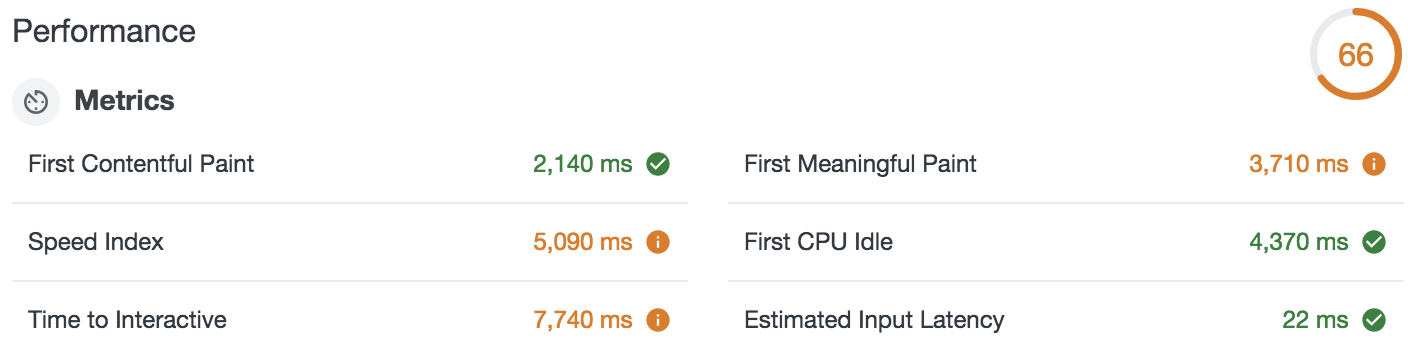 Performance
66
Metrics
First Contentful Paint 2,140 ms
First Meaningful Paint 3,710 ms
Speed Index 5,090 ms
First CPU Idle 4,370 ms
Time to Interactive 7,740 ms
Estimated Input Latency 22 ms